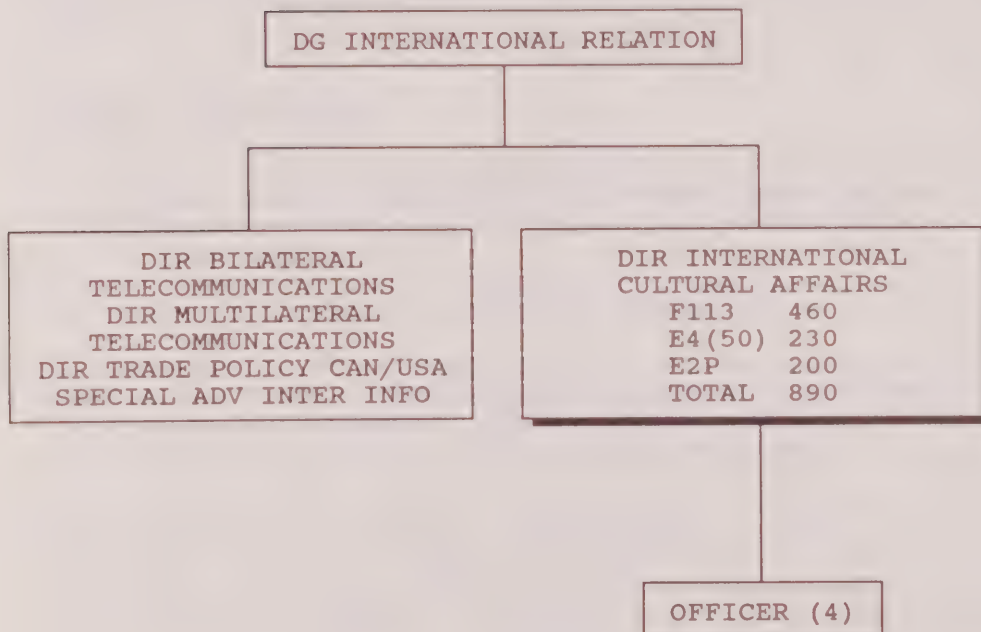 DG INTERNATIONAL RELATION
DIR BILATERAL
TELECOMMUNICATIONS
DIR MULTILATERAL
TELECOMMUNICATIONS
DIR TRADE POLICY CAN/USA
SPECIAL ADV INTER INFO
DIR INTERNATIONAL
CULTURAL AFFAIRS
F113 460
E4(50) 230
E2P 200
TOTAL 890
OFFICER (4)